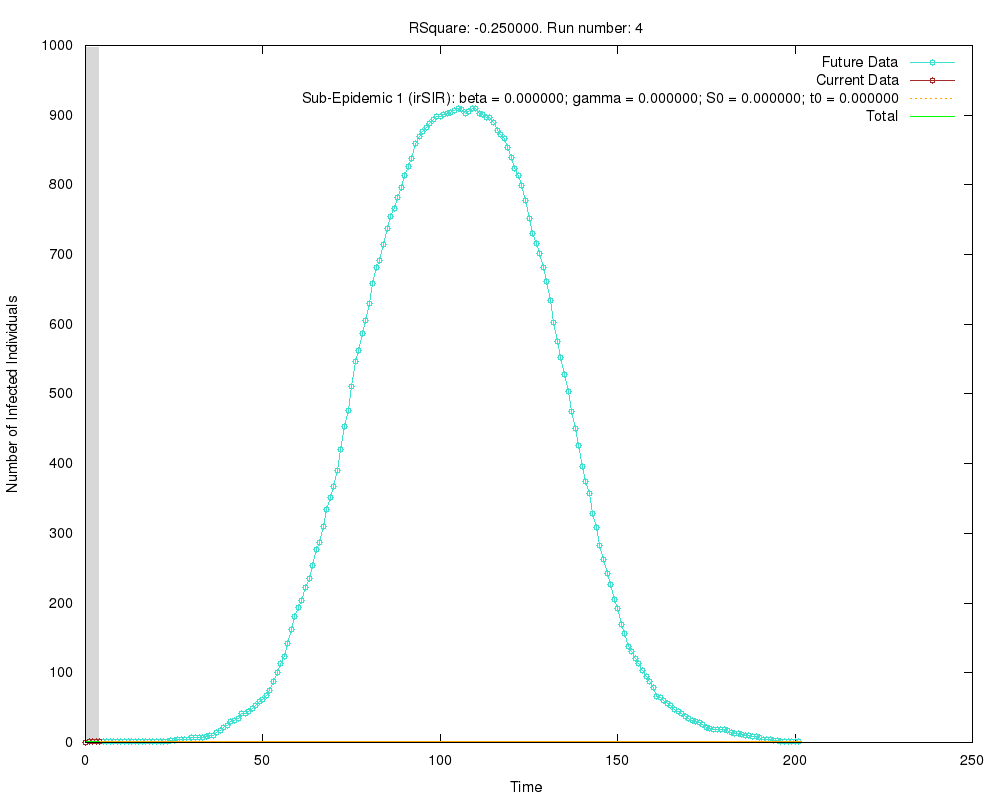 RSquare: -0.250000. Run number: 4
Future Data
Current Data
Sub-Epidemic 1 (irSIR): beta = 0.000000; gamma = 0.000000; S0 = 0.000000; t0 = 0.000000
Total
1000
900
800
700
600
500
400
300
200
100
0
Number of Infected Individuals
0 50 100 150 200 250
Time